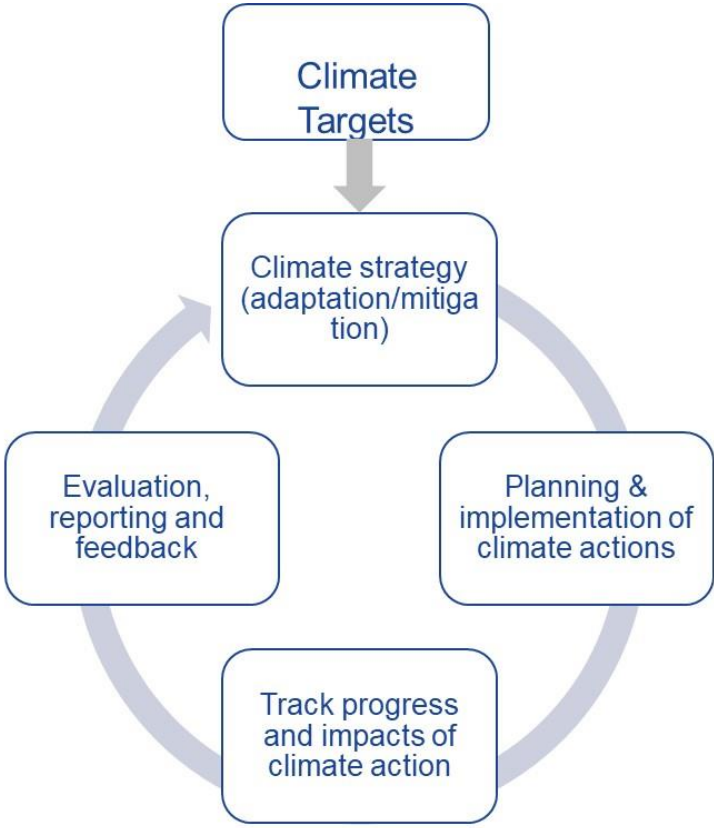 Climate
Targets
Climate strategy
(adaptation/mitiga
tion)
Planning &
implementation of
climate actions
Track progress
and impacts of
climate action
Evaluation,
reporting and
feedback